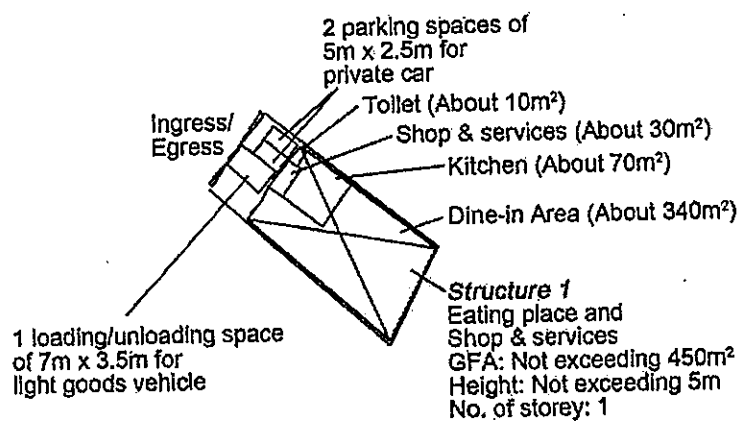 2 parking spaces of
5m x 2.5m for
private car
Toilet (About 10m²)
Ingress/
Egress
Shop & services (About 30m²)
Kitchen (About 70m²)
Dine-in Area (About 340m²)
Structure 1
Eating place and
Shop & services
GFA: Not exceeding 450m²
Height: Not exceeding 5m
No. of storey: 1
1 loading/unloading space
of 7m x 3.5m for
light goods vehicle